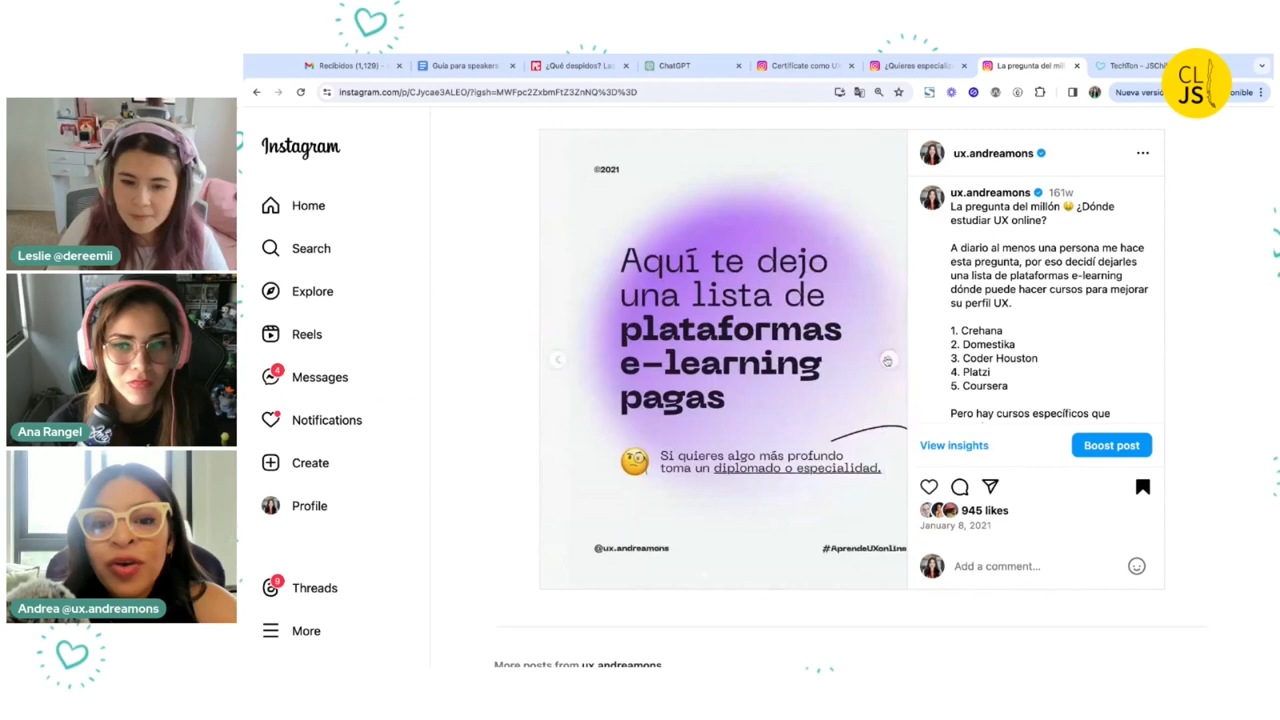 Leslie @dereemii
Ana Rangel
Andrea @ux.andreamons
Recibidos (1,129) -
Guía para speakers
¿Qué despidos? La
ChatGPT
Certifícate como UX
¿Quieres especializ
La pregunta del mil
TechTon - JSChil
instagram.com/p/CJycae3ALEO/?igsh=MWFpc2ZxbmFtZ3ZnNQ%3D%3D
Nueva versi
onible
CL
JS
Instagram
Home
Search
Explore
Reels
4
Messages
Notifications
Create
Profile
9
Threads
More
©2021
Aquí te dejo
una lista de
plataformas
e-learning
pagas
Si quieres algo más profundo
toma un diplomado o especialidad.
@ux.andreamons
#AprendeUXonline
ux.andreamons
ux.andreamons 161w
La pregunta del millón 🤑 ¿Dónde
estudiar UX online?
A diario al menos una persona me hace
esta pregunta, por eso decidí dejarles
una lista de plataformas e-learning
dónde puede hacer cursos para mejorar
su perfil UX.
1. Crehana
2. Domestika
3. Coder Houston
4. Platzi
5. Coursera
Pero hay cursos específicos que
View insights
Boost post
945 likes
January 8, 2021
Add a comment...
More posts from ux.andreamons